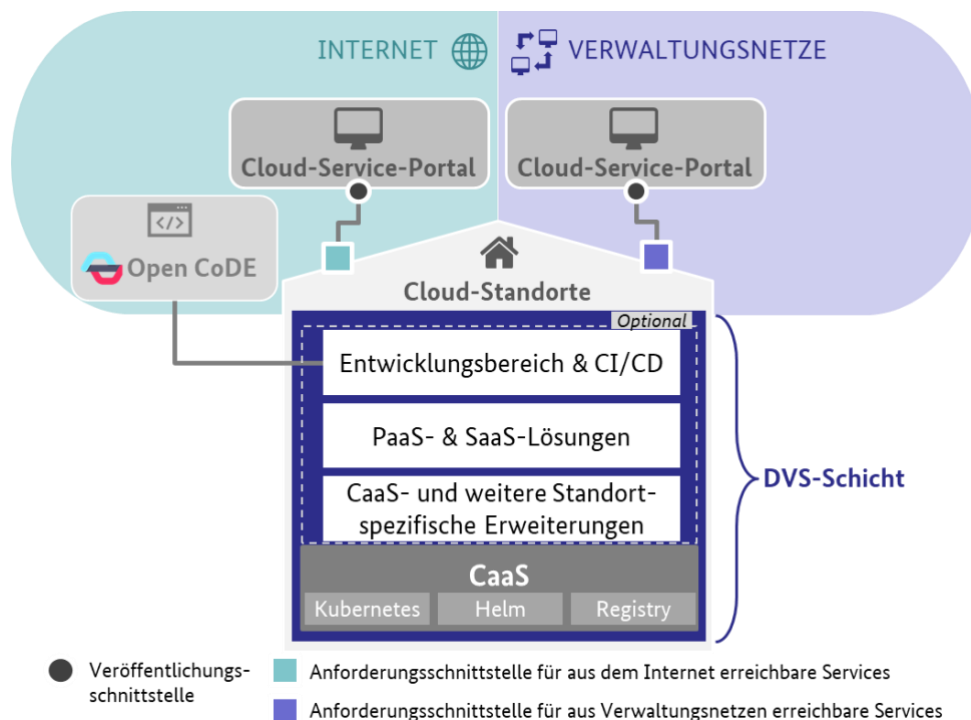 INTERNET
VERWALTUNGSNETZE
Cloud-Service-Portal
Cloud-Service-Portal
</>
Open CoDE
Cloud-Standorte
Optional
Entwicklungsbereich & CI/CD
PaaS- & SaaS-Lösungen
CaaS- und weitere Standort-
spezifische Erweiterungen
DVS-Schicht
CaaS
Kubernetes
Helm
Registry
Veröffentlichungs-
schnittstelle
Anforderungsschnittstelle für aus dem Internet erreichbare Services
Anforderungsschnittstelle für aus Verwaltungsnetzen erreichbare Services